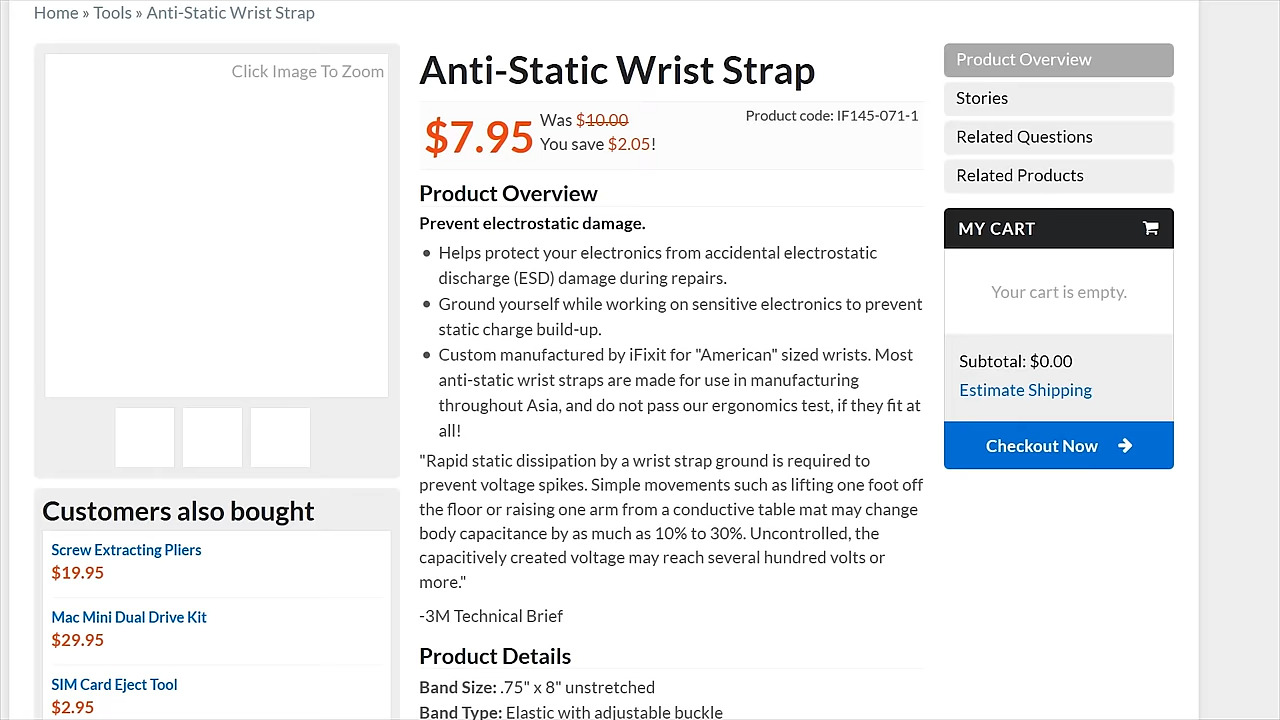 Home » Tools » Anti-Static Wrist Strap
Click Image To Zoom
Customers also bought
Screw Extracting Pliers
$19.95
Mac Mini Dual Drive Kit
$29.95
SIM Card Eject Tool
$2.95
Anti-Static Wrist Strap
$7.95
Was $10.00
You save $2.05!
Product code: IF145-071-1
Product Overview
Prevent electrostatic damage.
Helps protect your electronics from accidental electrostatic
discharge (ESD) damage during repairs.
Ground yourself while working on sensitive electronics to prevent
static charge build-up.
Custom manufactured by iFixit for "American" sized wrists. Most
anti-static wrist straps are made for use in manufacturing
throughout Asia, and do not pass our ergonomics test, if they fit at
all!
"Rapid static dissipation by a wrist strap ground is required to
prevent voltage spikes. Simple movements such as lifting one foot off
the floor or raising one arm from a conductive table mat may change
body capacitance by as much as 10% to 30%. Uncontrolled, the
capacitively created voltage may reach several hundred volts or
more."
-3M Technical Brief
Product Details
Band Size: .75" x 8" unstretched
Band Type: Elastic with adjustable buckle
Product Overview
Stories
Related Questions
Related Products
MY CART
Your cart is empty.
Subtotal: $0.00
Estimate Shipping
Checkout Now